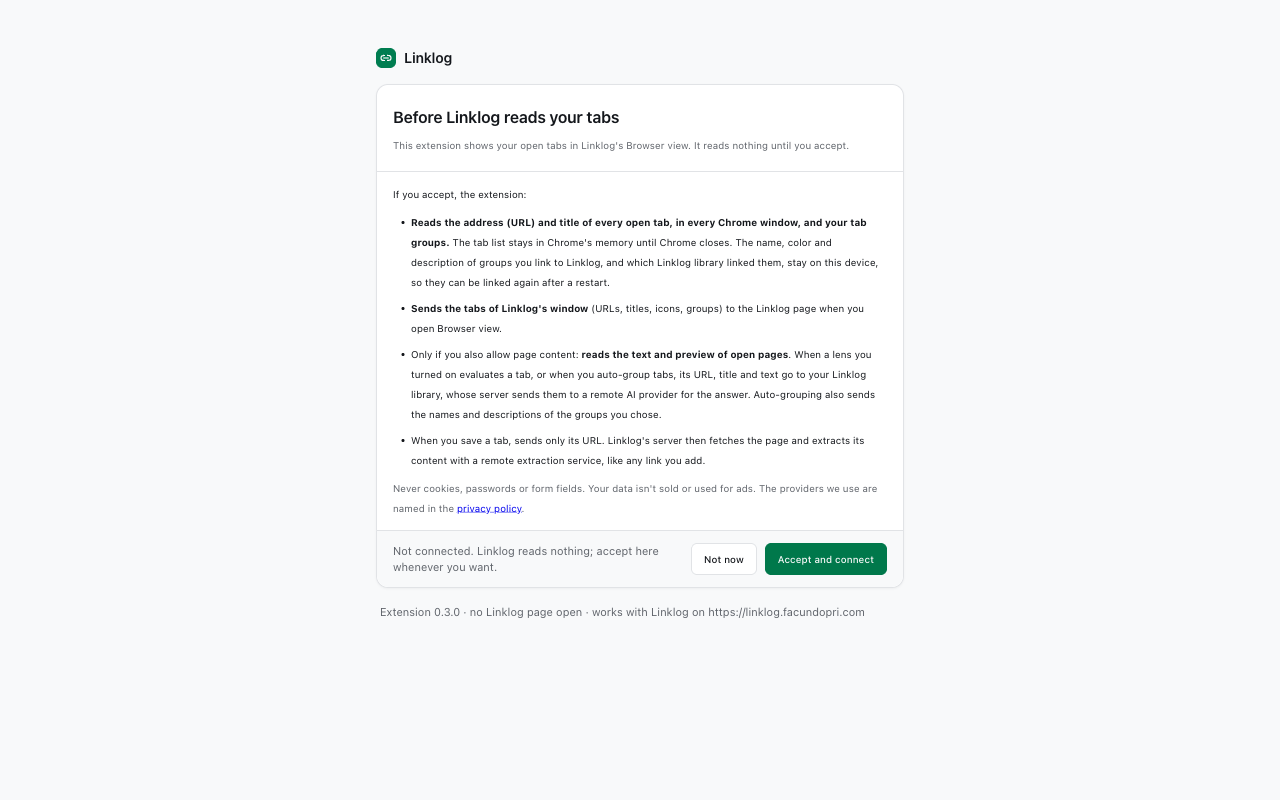 Linklog
Before Linklog reads your tabs
This extension shows your open tabs in Linklog's Browser view. It reads nothing until you accept.
If you accept, the extension:
• Reads the address (URL) and title of every open tab, in every Chrome window, and your tab
groups. The tab list stays in Chrome's memory until Chrome closes. The name, color and
description of groups you link to Linklog, and which Linklog library linked them, stay on this device,
so they can be linked again after a restart.
• Sends the tabs of Linklog's window (URLs, titles, icons, groups) to the Linklog page when you
open Browser view.
• Only if you also allow page content: reads the text and preview of open pages. When a lens you
turned on evaluates a tab, or when you auto-group tabs, its URL, title and text go to your Linklog
library, whose server sends them to a remote AI provider for the answer. Auto-grouping also sends
the names and descriptions of the groups you chose.
• When you save a tab, sends only its URL. Linklog's server then fetches the page and extracts its
content with a remote extraction service, like any link you add.
Never cookies, passwords or form fields. Your data isn't sold or used for ads. The providers we use are
named in the privacy policy.
Not connected. Linklog reads nothing; accept here
whenever you want.
Not now
Accept and connect
Extension 0.3.0 · no Linklog page open · works with Linklog on https://linklog.facundopri.com